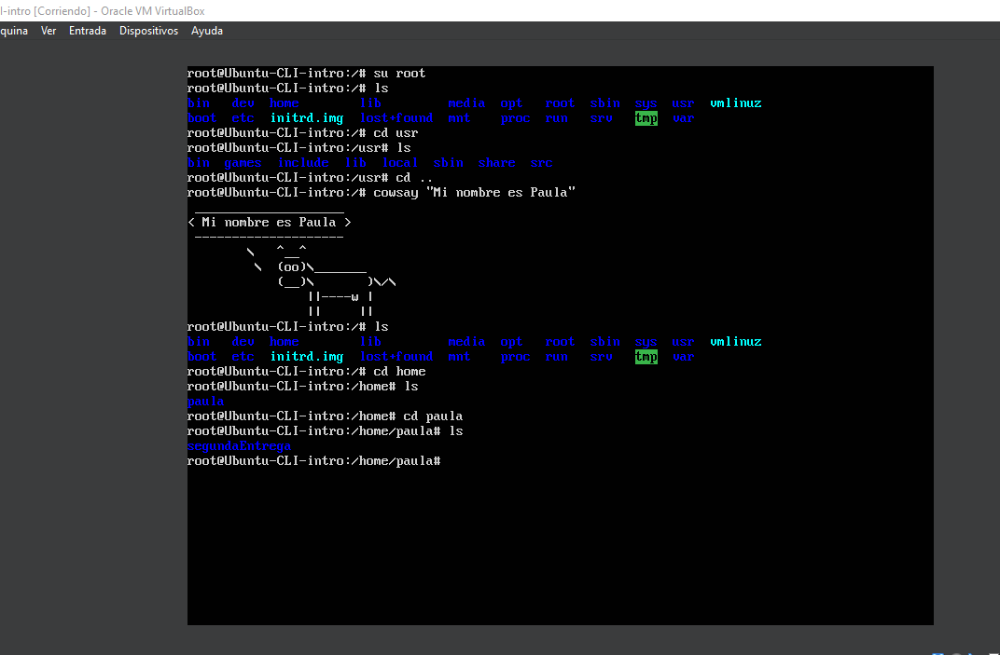 l-intro [Corriendo] - Oracle VM VirtualBox
quina Ver Entrada Dispositivos Ayuda
root@Ubuntu-CLI-intro:/# su root
root@Ubuntu-CLI-intro:/# ls
bin dev home lib media opt root sbin sys usr vmlinuz
boot etc initrd.img lost+found mnt proc run srv tmp var
root@Ubuntu-CLI-intro:/# cd usr
root@Ubuntu-CLI-intro:/usr# ls
bin games include lib local sbin share src
root@Ubuntu-CLI-intro:/usr# cd ..
root@Ubuntu-CLI-intro:/# cowsay "Mi nombre es Paula"
 ____________________
< Mi nombre es Paula >
 --------------------
        \   ^__^
         \  (oo)\_______
            (__)\       )\/\
                ||----w |
                ||     ||
root@Ubuntu-CLI-intro:/# ls
bin dev home lib media opt root sbin sys usr vmlinuz
boot etc initrd.img lost+found mnt proc run srv tmp var
root@Ubuntu-CLI-intro:/# cd home
root@Ubuntu-CLI-intro:/home# ls
paula
root@Ubuntu-CLI-intro:/home# cd paula
root@Ubuntu-CLI-intro:/home/paula# ls
segundaEntrega
root@Ubuntu-CLI-intro:/home/paula#